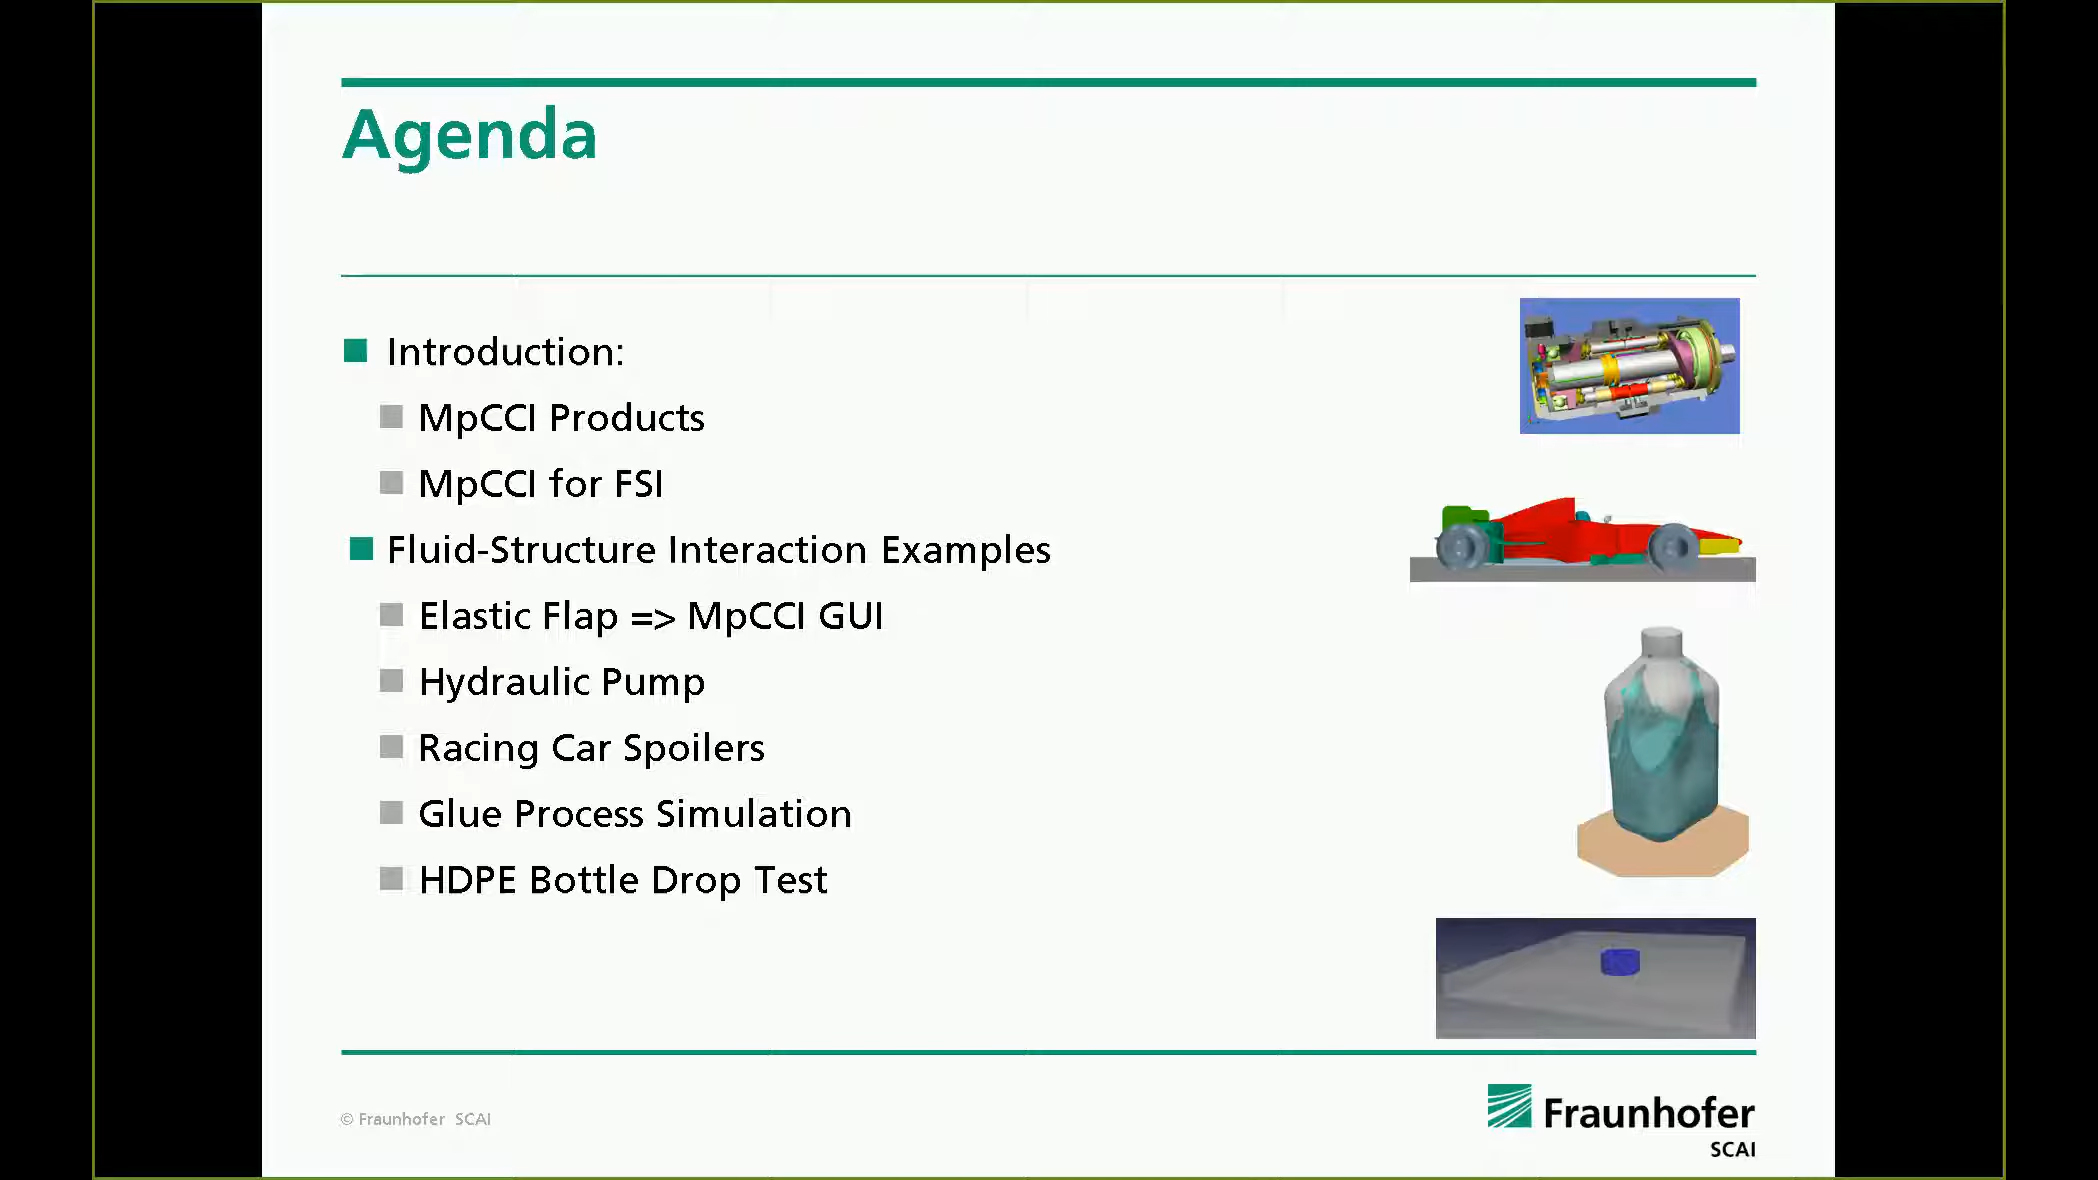 Agenda
Introduction:
MpCCI Products
MpCCI for FSI
Fluid-Structure Interaction Examples
Elastic Flap => MpCCI GUI
Hydraulic Pump
Racing Car Spoilers
Glue Process Simulation
HDPE Bottle Drop Test
© Fraunhofer SCAI
Fraunhofer
SCAI